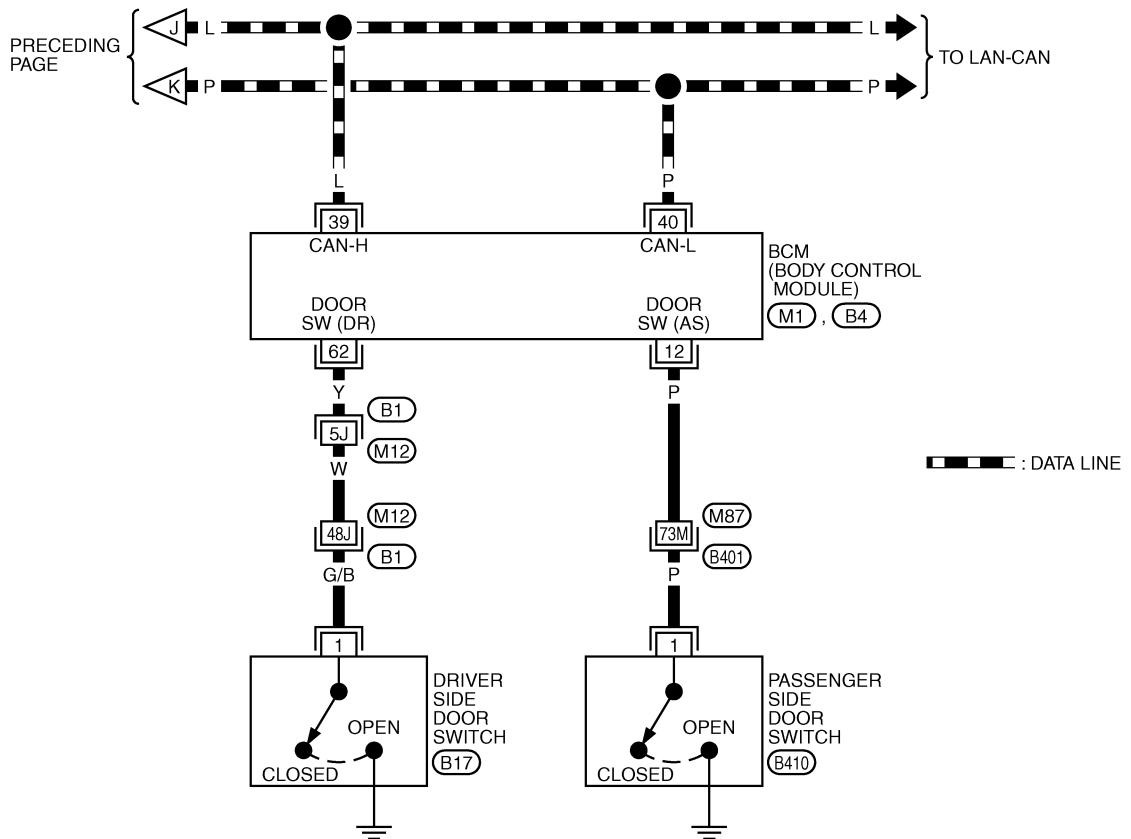 PRECEDING
PAGE
J L
L
K P
P
TO LAN-CAN
L
P
39
40
CAN-H
CAN-L
BCM
(BODY CONTROL
MODULE)
M1 , B4
DOOR
SW (DR)
DOOR
SW (AS)
62
12
Y
P
B1
5J
M12
W
: DATA LINE
M12
48J
B1
G/B
M87
73M
B401
P
1
1
DRIVER
SIDE
DOOR
SWITCH
B17
OPEN
CLOSED
PASSENGER
SIDE
DOOR
SWITCH
B410
OPEN
CLOSED